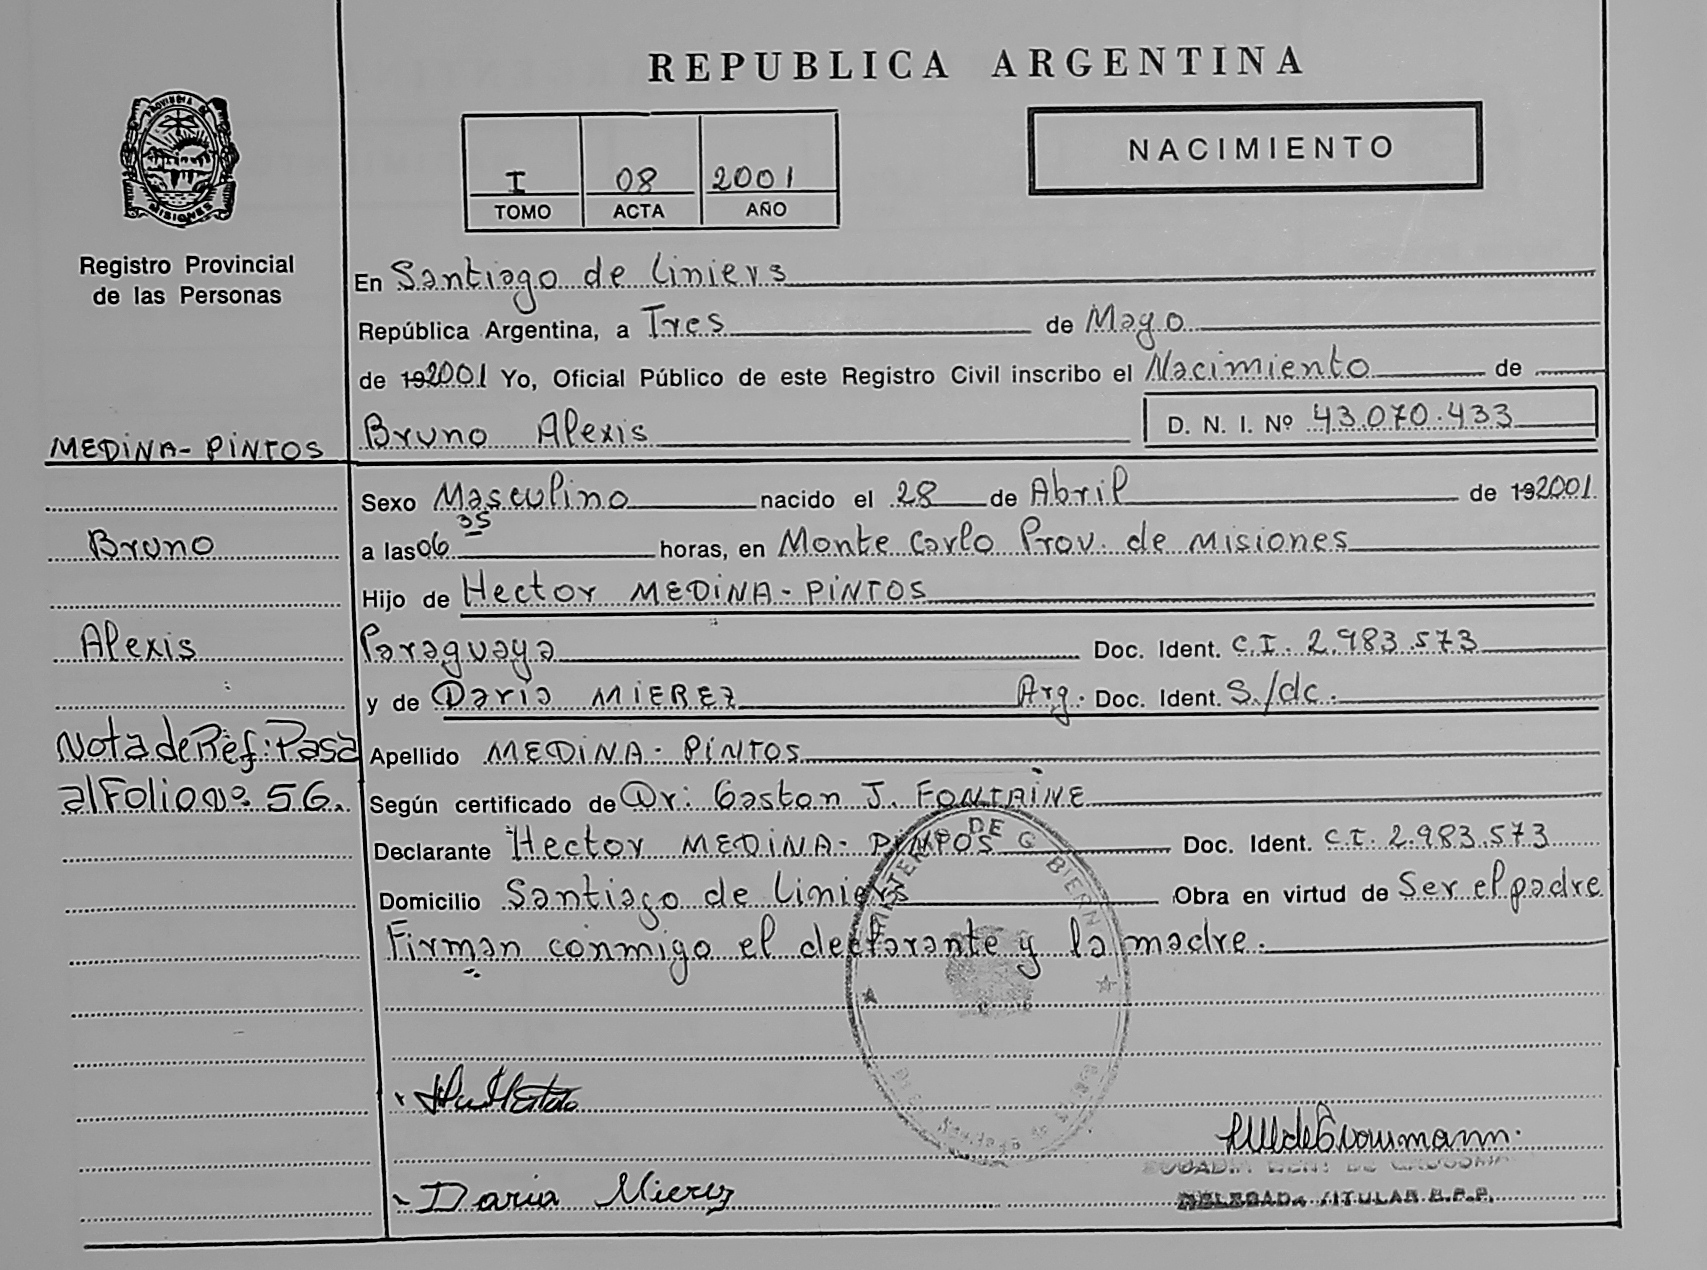 REPUBLICA ARGENTINA
PROVINCIA DE
MISIONES
Registro Provincial
de las Personas
I 08 2001
TOMO ACTA AÑO
NACIMIENTO
En Santiago de Liniers
República Argentina, a Tres de Mayo
de 192001 Yo, Oficial Público de este Registro Civil inscribo el Nacimiento de
Bruno Alexis D. N. I. Nº 43.070.433
MEDINA-PINTOS
Sexo Masculino nacido el 28 de Abril de 192001.
Bruno
a las 06 35 horas, en Monte Carlo Prov. de Misiones
Hijo de Hector MEDINA-PINTOS
Alexis
Paraguaya Doc. Ident. C.I. 2.983.573
y de Daria MIEREZ Arg. Doc. Ident. S./dc.
Nota de Ref: Pasa
al Folio Nº 56.
Apellido MEDINA-PINTOS
Según certificado de Dr: Gaston J. FONTAINE
Declarante Hector MEDINA-PINTOS Doc. Ident. C.I. 2.983.573
Domicilio Santiago de Liniers Obra en virtud de Ser el padre
Firman conmigo el declarante y la madre.
Daria Mierez
DELEGADA TITULAR R.P.P.